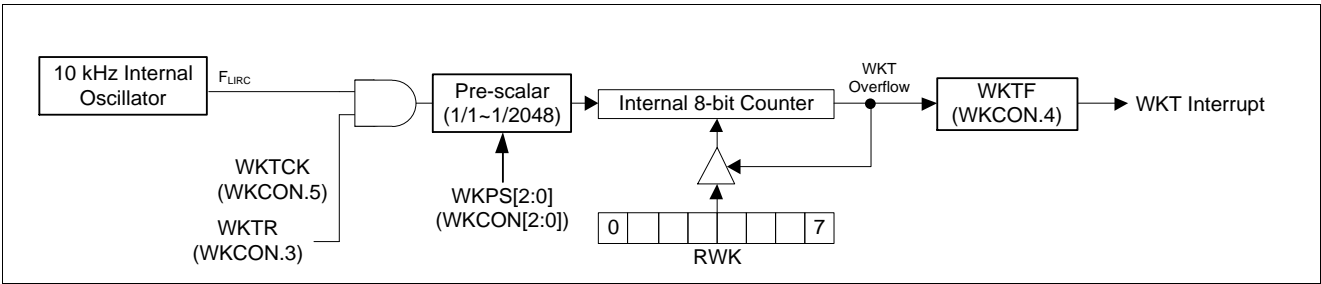 10 kHz Internal
Oscillator
FLIRC
WKTCK
(WKCON.5)
WKTR
(WKCON.3)
Pre-scalar
(1/1~1/2048)
WKPS[2:0]
(WKCON[2:0])
Internal 8-bit Counter
0 7
RWK
WKT
Overflow
WKTF
(WKCON.4)
WKT Interrupt